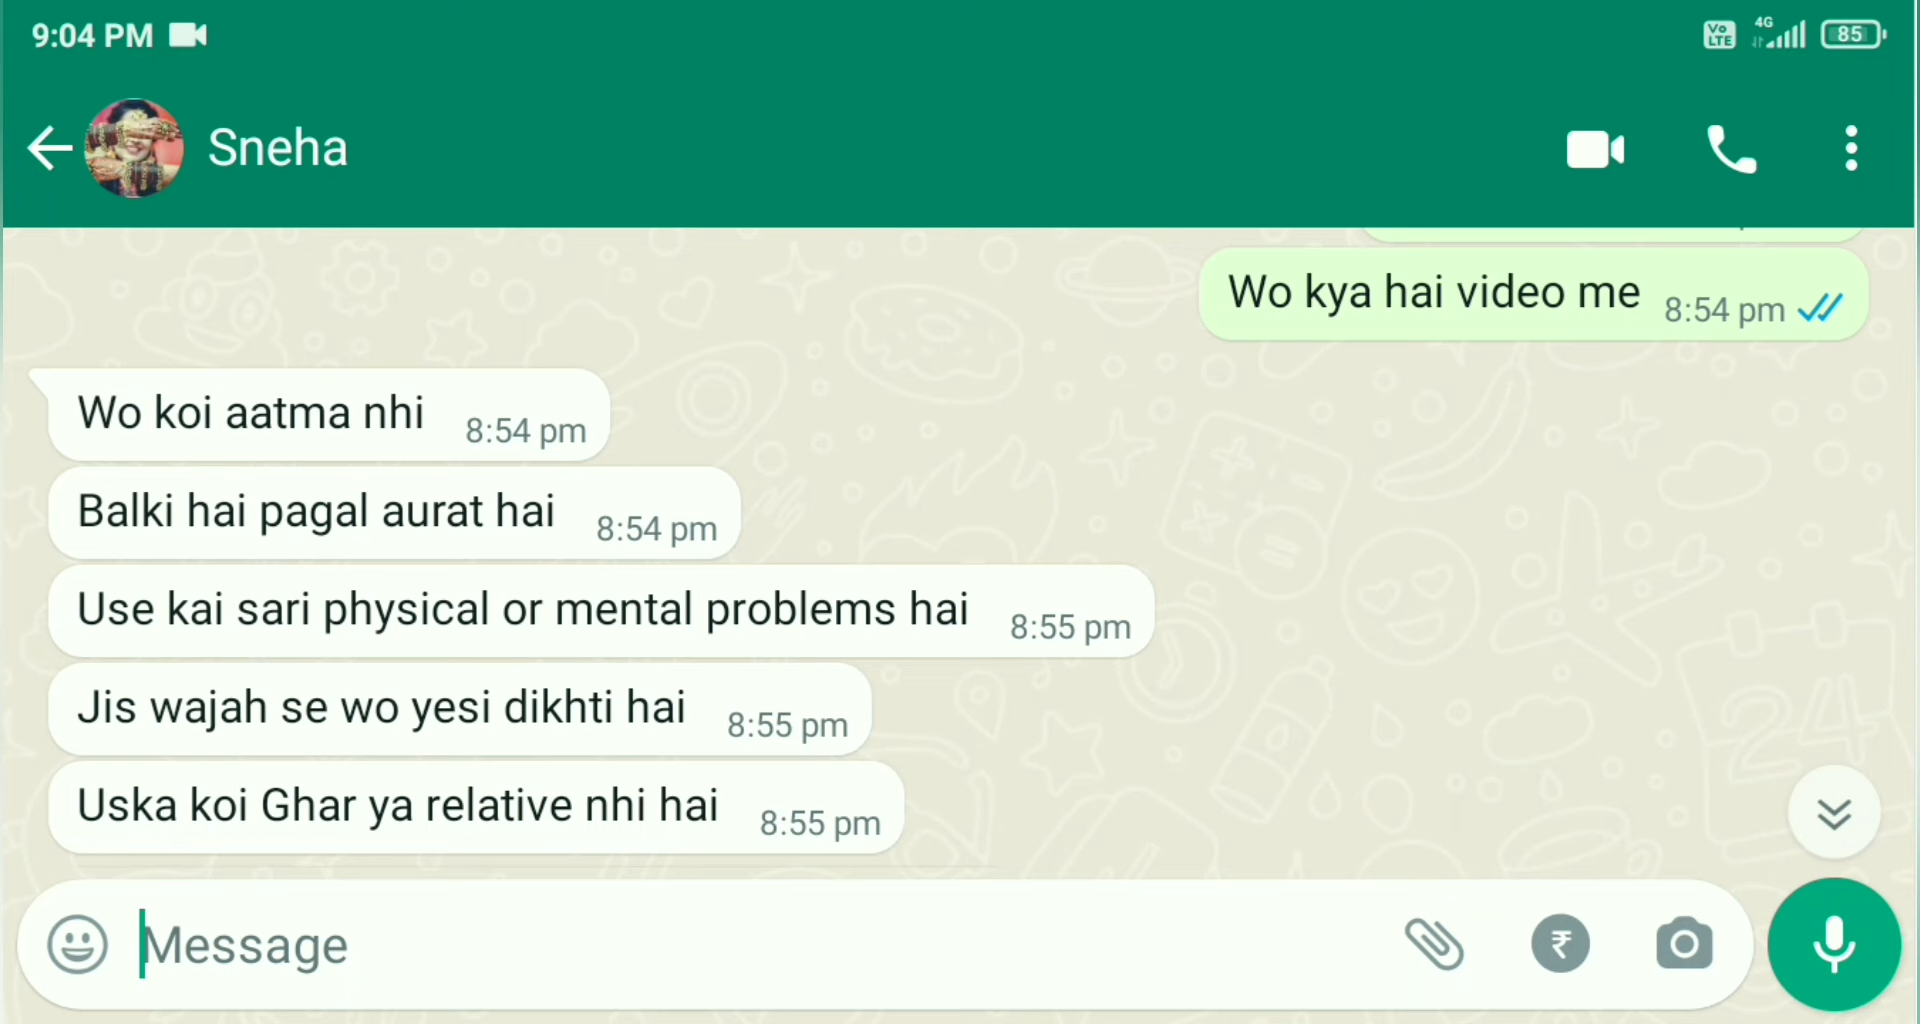 9:04 PM
Vo LTE 4G 85
Sneha
Wo kya hai video me 8:54 pm
Wo koi aatma nhi 8:54 pm
Balki hai pagal aurat hai 8:54 pm
Use kai sari physical or mental problems hai 8:55 pm
Jis wajah se wo yesi dikhti hai 8:55 pm
Uska koi Ghar ya relative nhi hai 8:55 pm
Message
₹